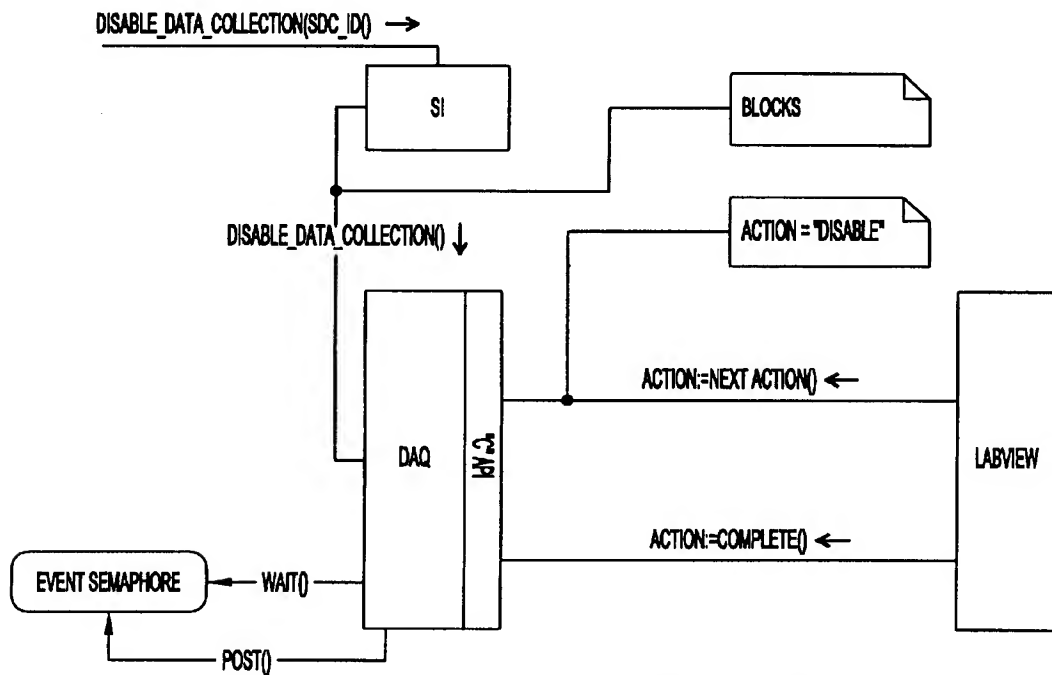 DISABLE_DATA_COLLECTION(SDC_ID()
SI
BLOCKS
DISABLE_DATA_COLLECTION()
ACTION = "DISABLE"
ACTION:=NEXT ACTION()
DAQ
"C" API
LABVIEW
ACTION:=COMPLETE()
EVENT SEMAPHORE
WAIT()
POST()